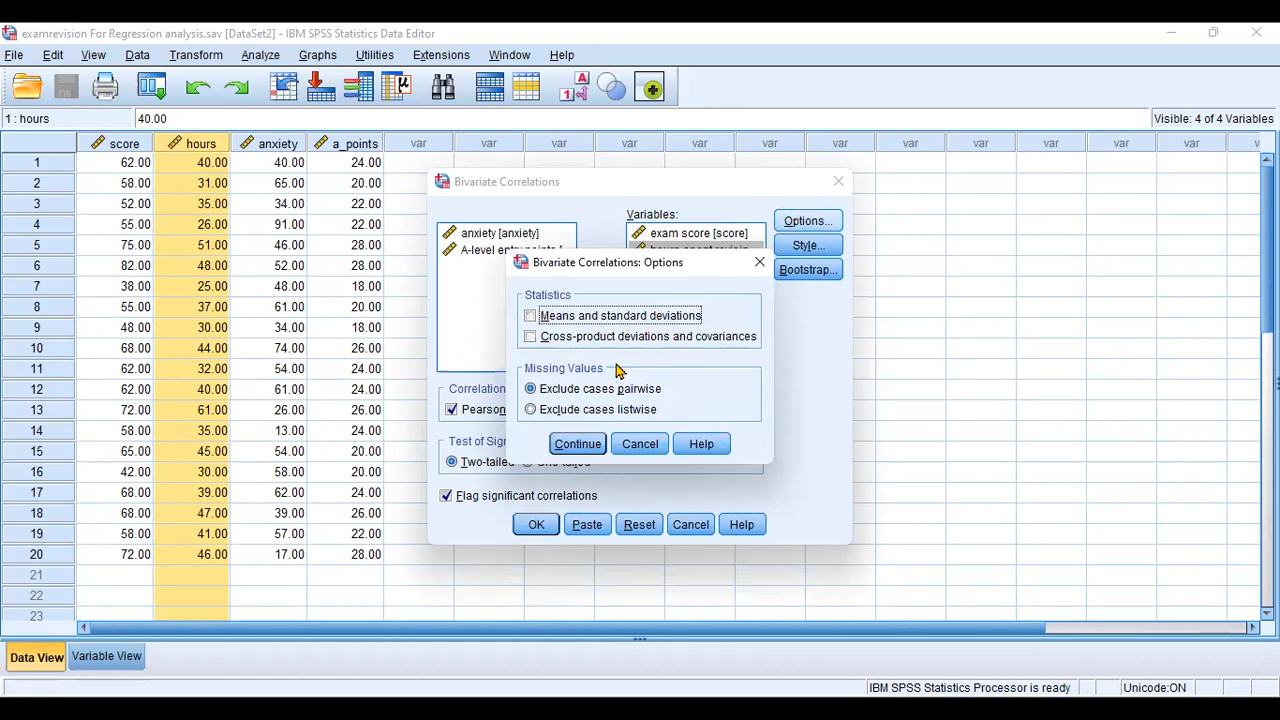 examrevision For Regression analysis.sav [DataSet2] - IBM SPSS Statistics Data Editor
File Edit View Data Transform Analyze Graphs Utilities Extensions Window Help
1 : hours 40.00 Visible: 4 of 4 Variables
score hours anxiety a_points var var var var var var var var var var var
1 62.00 40.00 40.00 24.00
2 58.00 31.00 65.00 20.00
3 52.00 35.00 34.00 22.00
4 55.00 26.00 91.00 22.00
5 75.00 51.00 46.00 28.00
6 82.00 48.00 52.00 28.00
7 38.00 25.00 48.00 18.00
8 55.00 37.00 61.00 20.00
9 48.00 30.00 34.00 18.00
10 68.00 44.00 74.00 26.00
11 62.00 32.00 54.00 24.00
12 62.00 40.00 61.00 24.00
13 72.00 61.00 26.00 26.00
14 58.00 35.00 13.00 24.00
15 65.00 45.00 54.00 20.00
16 42.00 30.00 58.00 20.00
17 68.00 39.00 62.00 24.00
18 68.00 47.00 39.00 26.00
19 58.00 41.00 57.00 22.00
20 72.00 46.00 17.00 28.00
21
22
23
Bivariate Correlations
Variables:
anxiety [anxiety]
A-level entry points
exam score [score]
hours spent
Options...
Style...
Bootstrap...
Bivariate Correlations: Options
Statistics
Means and standard deviations
Cross-product deviations and covariances
Missing Values
Exclude cases pairwise
Exclude cases listwise
Continue Cancel Help
Correlation
Pearson
Test of Sig
Two-tailed One-tailed
Flag significant correlations
OK Paste Reset Cancel Help
Data View Variable View
IBM SPSS Statistics Processor is ready Unicode:ON